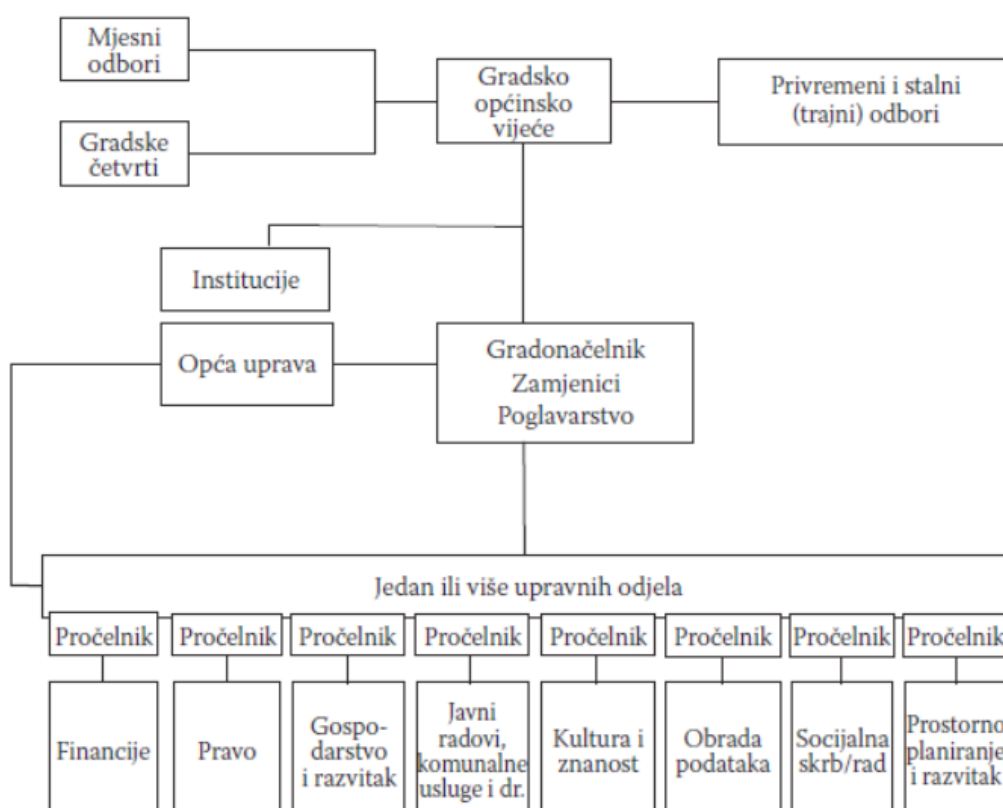 Mjesni
odbori
Gradske
četvrti
Gradsko
općinsko
vijeće
Privremeni i stalni
(trajni) odbori
Institucije
Opća uprava
Gradonačelnik
Zamjenici
Poglavarstvo
Jedan ili više upravnih odjela
Pročelnik
Pročelnik
Pročelnik
Pročelnik
Pročelnik
Pročelnik
Pročelnik
Pročelnik
Financije
Pravo
Gospo-
darstvo
i razvitak
Javni
radovi,
komunalne
usluge i dr.
Kultura i
znanost
Obrada
podataka
Socijalna
skrb/rad
Prostorno
planiranje
i razvitak